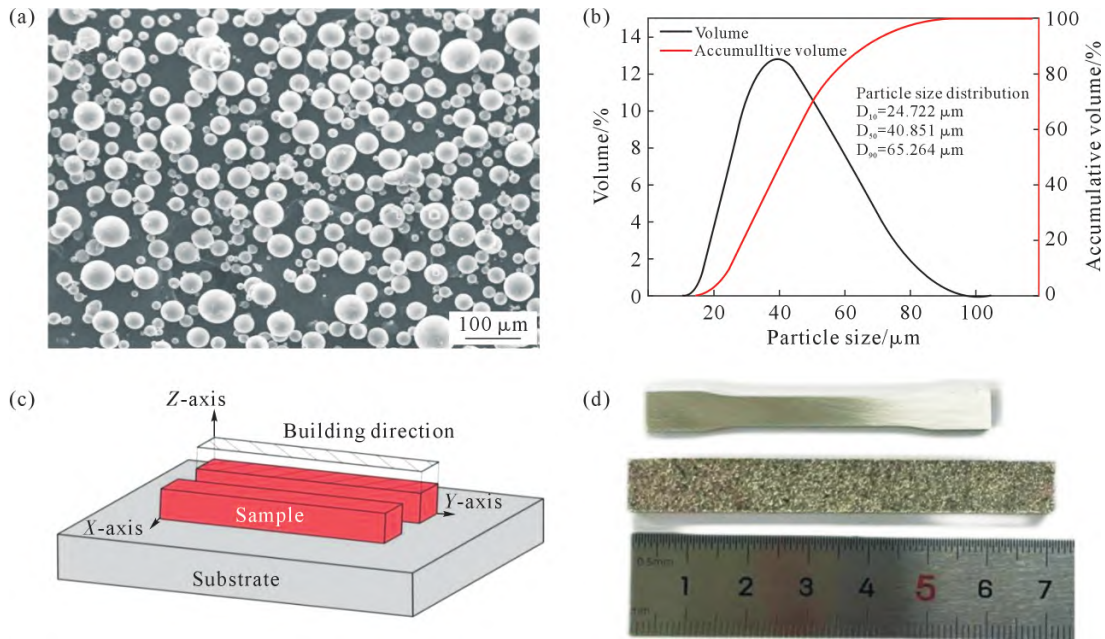 (a)
100 μm
(b)
Volume
Accumulltive volume
Particle size distribution
D₁₀=24.722 μm
D₅₀=40.851 μm
D₉₀=65.264 μm
14
12
10
8
6
4
2
0
Volume/%
100
80
60
40
20
0
Accumulative volume/%
20 40 60 80 100
Particle size/μm
(c)
Z-axis
Building direction
Y-axis
X-axis
Sample
Substrate
(d)
0.5mm
1 2 3 4 5 6 7
mm